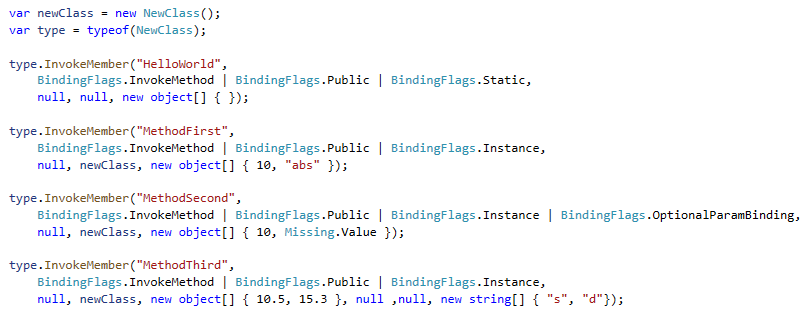 var newClass = new NewClass();
var type = typeof(NewClass);
type.InvokeMember("HelloWorld",
BindingFlags.InvokeMethod | BindingFlags.Public | BindingFlags.Static,
null, null, new object[] { });
type.InvokeMember("MethodFirst",
BindingFlags.InvokeMethod | BindingFlags.Public | BindingFlags.Instance,
null, newClass, new object[] { 10, "abs" });
type.InvokeMember("MethodSecond",
BindingFlags.InvokeMethod | BindingFlags.Public | BindingFlags.Instance | BindingFlags.OptionalParamBinding,
null, newClass, new object[] { 10, Missing.Value });
type.InvokeMember("MethodThird",
BindingFlags.InvokeMethod | BindingFlags.Public | BindingFlags.Instance,
null, newClass, new object[] { 10.5, 15.3 }, null ,null, new string[] { "s", "d"});